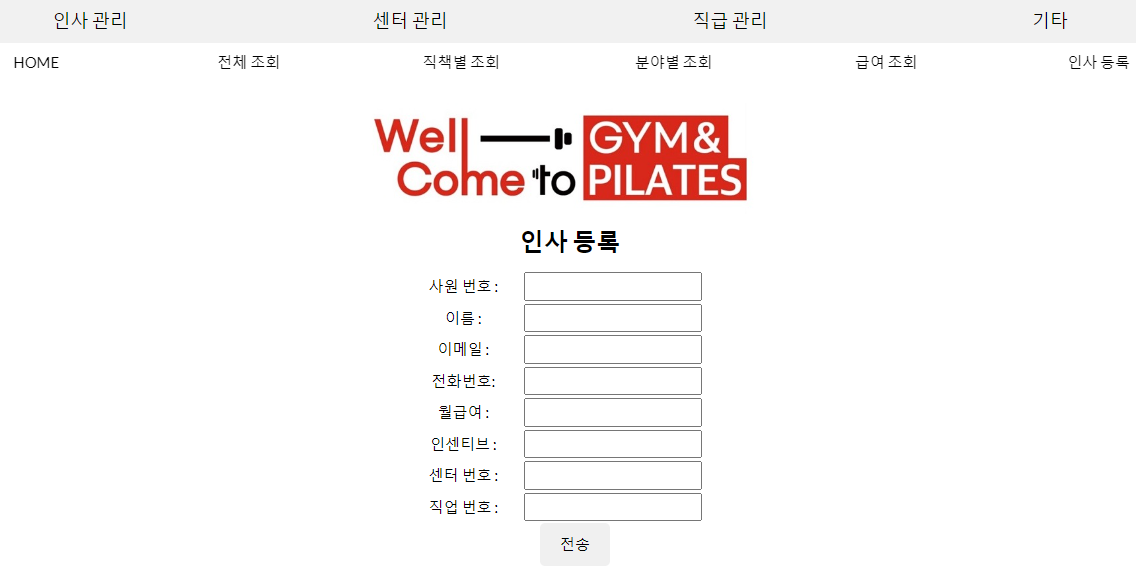 인사 관리 센터 관리 직급 관리 기타
HOME 전체 조회 직책별 조회 분야별 조회 급여 조회 인사 등록
Well GYM&
Come to PILATES
인사 등록
사원 번호 :
이름 :
이메일 :
전화번호:
월급여 :
인센티브 :
센터 번호 :
직업 번호 :
전송